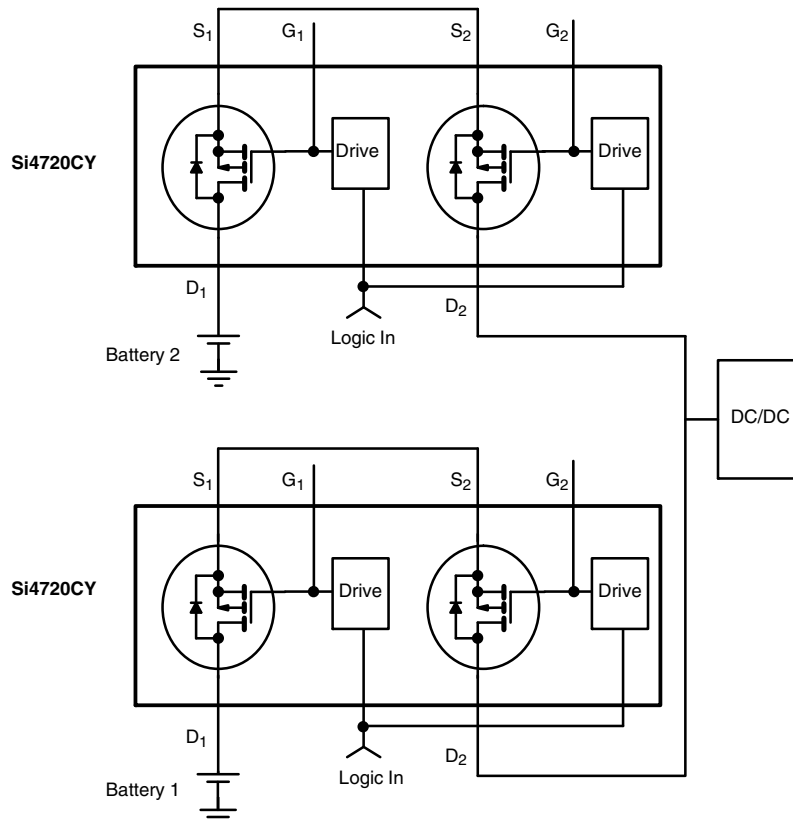 S1 G1 S2 G2
Si4720CY
Drive Drive
D1 D2
Logic In
Battery 2
DC/DC
S1 G1 S2 G2
Si4720CY
Drive Drive
D1 D2
Logic In
Battery 1